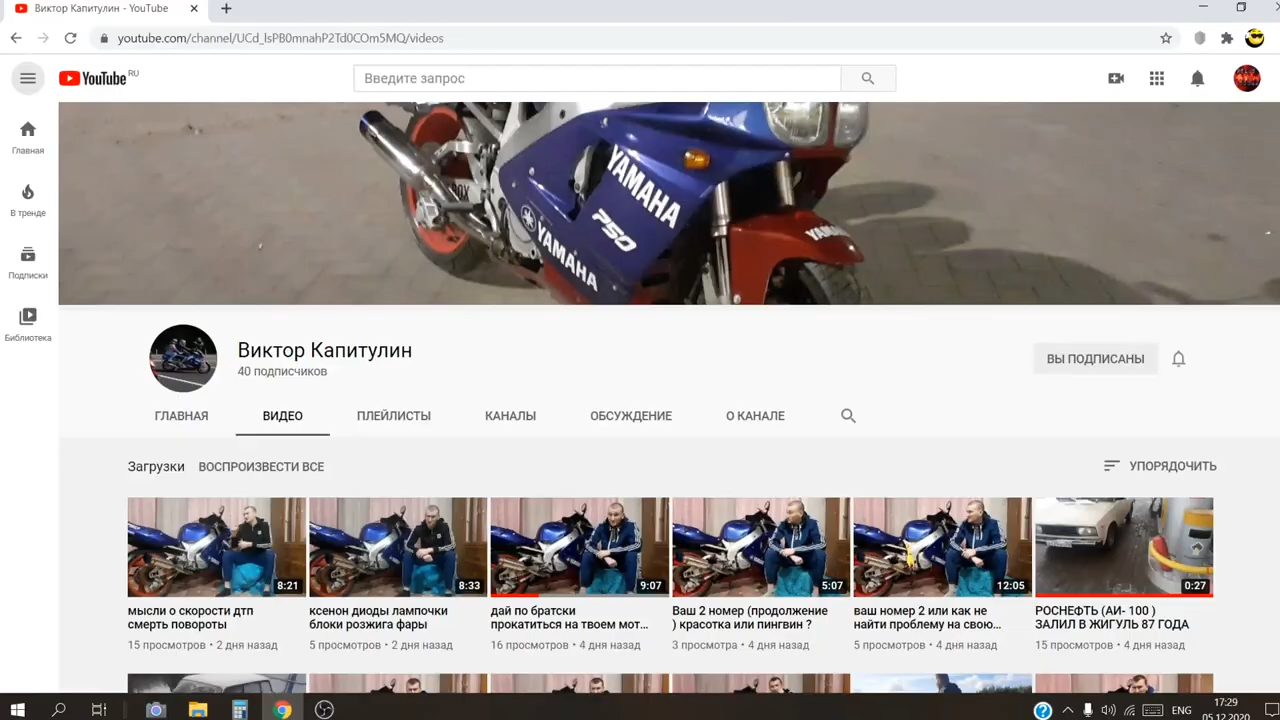 Виктор Капитулин - YouTube
youtube.com/channel/UCd_lsPB0mnahP2Td0COm5MQ/videos
YouTube RU
Введите запрос
Главная
В тренде
Подписки
Библиотека
YAMAHA
750
YAMAHA
YAMAHA
Виктор Капитулин
40 подписчиков
ВЫ ПОДПИСАНЫ
ГЛАВНАЯ
ВИДЕО
ПЛЕЙЛИСТЫ
КАНАЛЫ
ОБСУЖДЕНИЕ
О КАНАЛЕ
Загрузки
ВОСПРОИЗВЕСТИ ВСЕ
УПОРЯДОЧИТЬ
8:21
8:33
9:07
5:07
12:05
0:27
мысли о скорости дтп
смерть повороты
15 просмотров • 2 дня назад
ксенон диоды лампочки
блоки розжига фары
5 просмотров • 2 дня назад
дай по братски
прокатиться на твоем мот...
16 просмотров • 4 дня назад
Ваш 2 номер (продолжение
) красотка или пингвин ?
3 просмотра • 4 дня назад
ваш номер 2 или как не
найти проблему на свою...
5 просмотров • 4 дня назад
РОСНЕФТЬ (АИ- 100 )
ЗАЛИЛ В ЖИГУЛЬ 87 ГОДА
15 просмотров • 4 дня назад
ENG
17:29
05.12.2020